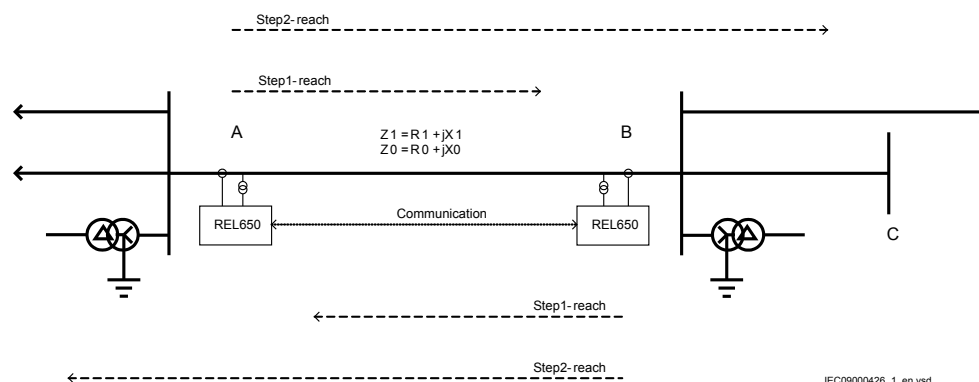 Step2-reach
Step1-reach
A
B
Z1=R1+jX1
Z0=R0+jX0
REL650
Communication
REL650
C
Step1-reach
Step2-reach
IEC09000426_1_en.vsd